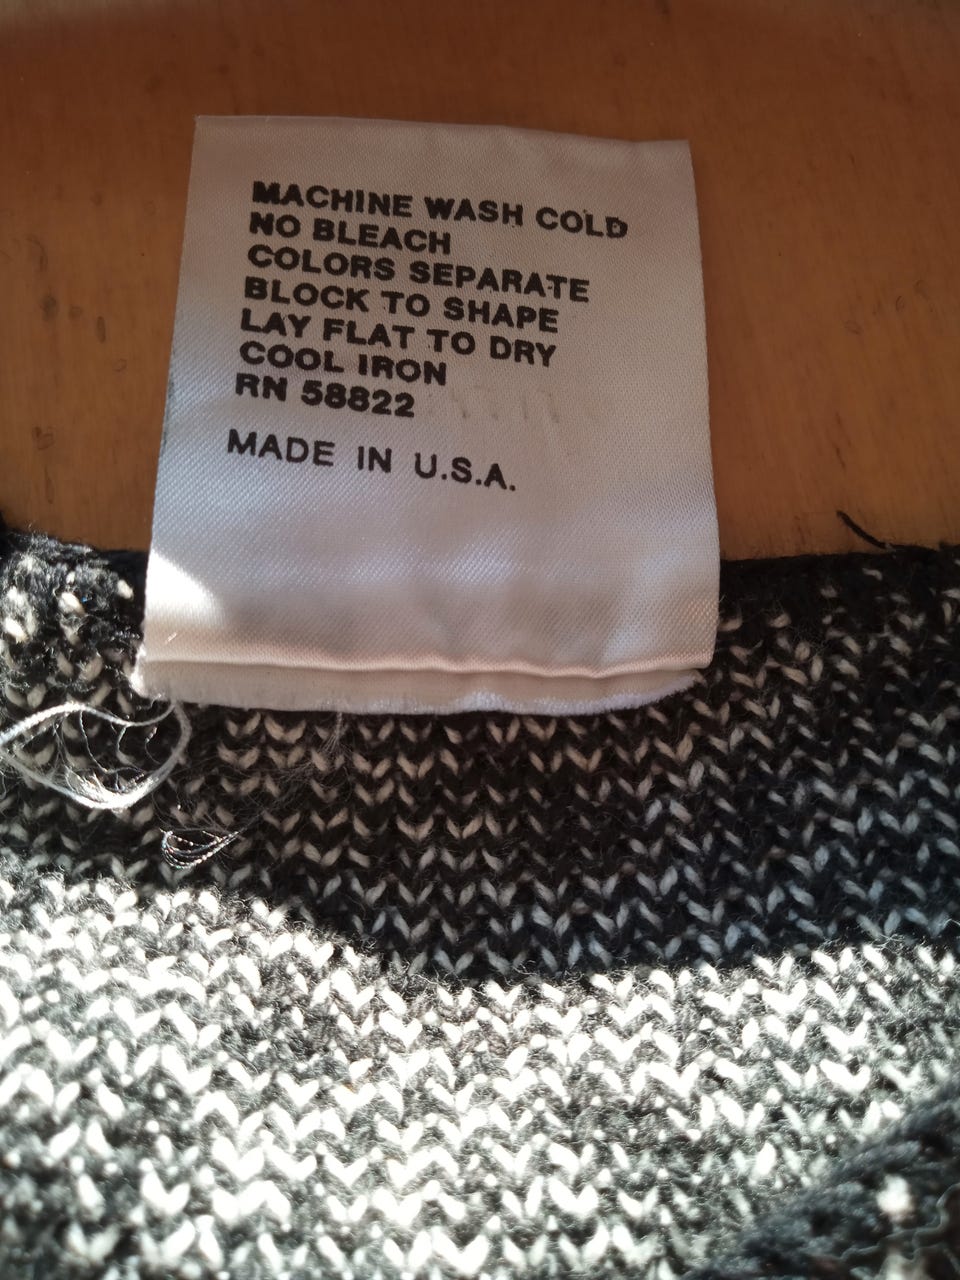 MACHINE WASH COLD
NO BLEACH
COLORS SEPARATE
BLOCK TO SHAPE
LAY FLAT TO DRY
COOL IRON
RN 58822
MADE IN U.S.A.